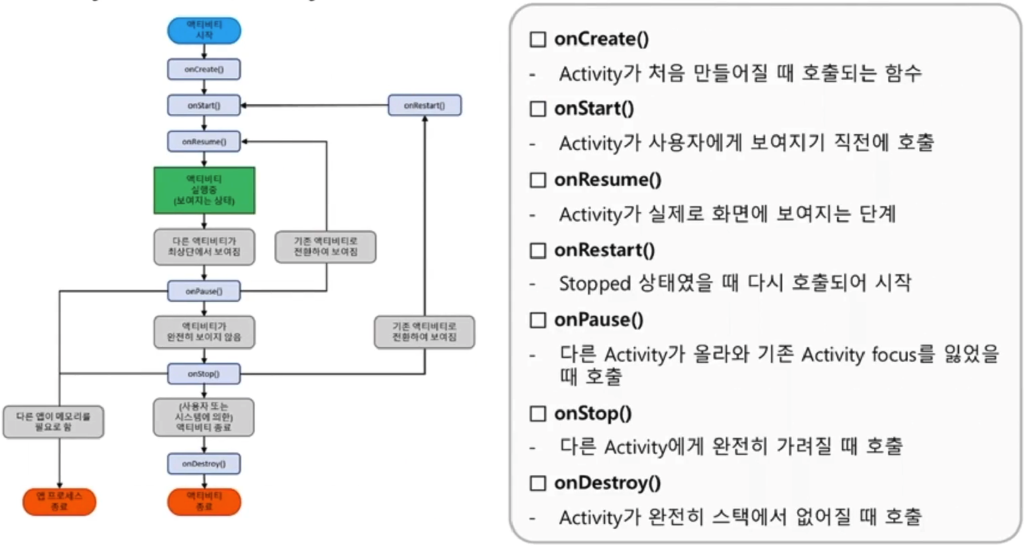 액티비티
시작
onCreate()
onStart()
onRestart()
onResume()
액티비티
실행중
(보여지는 상태)
다른 액티비티가
최상단에서 보여짐
기존 액티비티로
전환하여 보여짐
onPause()
액티비티가
완전히 보이지 않음
기존 액티비티로
전환하여 보여짐
onStop()
(사용자 또는
시스템에 의한)
액티비티 종료
다른 앱이 메모리를
필요로 함
onDestroy()
앱 프로세스
종료
액티비티
종료
□ onCreate()
- Activity가 처음 만들어질 때 호출되는 함수
□ onStart()
- Activity가 사용자에게 보여지기 직전에 호출
□ onResume()
- Activity가 실제로 화면에 보여지는 단계
□ onRestart()
- Stopped 상태였을 때 다시 호출되어 시작
□ onPause()
- 다른 Activity가 올라와 기존 Activity focus를 잃었을
때 호출
□ onStop()
- 다른 Activity에게 완전히 가려질 때 호출
□ onDestroy()
- Activity가 완전히 스택에서 없어질 때 호출